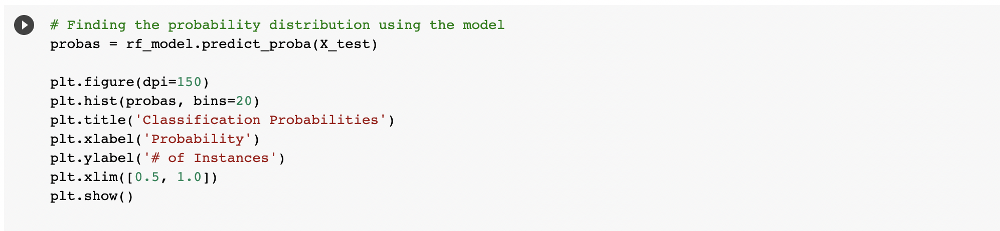 # Finding the probability distribution using the model
probas = rf_model.predict_proba(X_test)
plt.figure(dpi=150)
plt.hist(probas, bins=20)
plt.title('Classification Probabilities')
plt.xlabel('Probability')
plt.ylabel('# of Instances')
plt.xlim([0.5, 1.0])
plt.show()